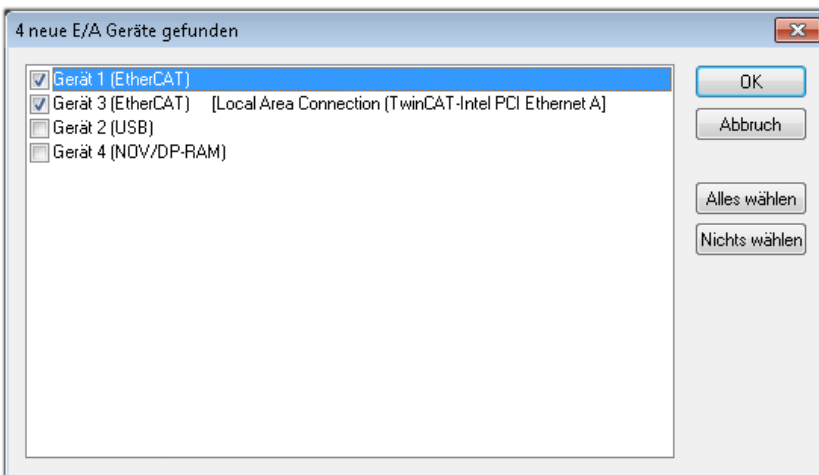 4 neue E/A Geräte gefunden
Gerät 1 (EtherCAT)
Gerät 3 (EtherCAT) [Local Area Connection (TwinCAT-Intel PCI Ethernet A]
Gerät 2 (USB)
Gerät 4 (NOV/DP-RAM)
OK
Abbruch
Alles wählen
Nichts wählen